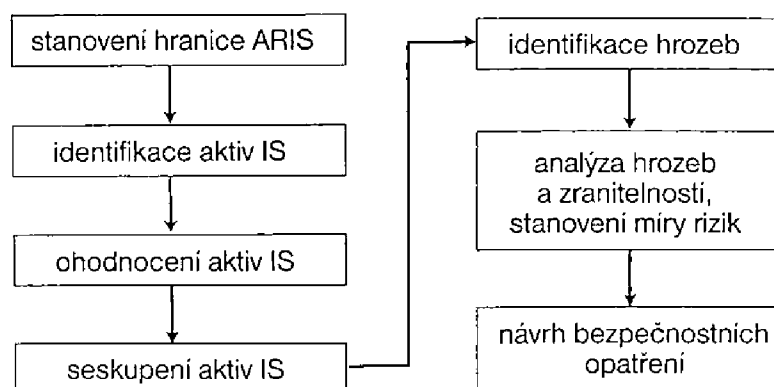 stanovení hranice ARIS
identifikace aktiv IS
ohodnocení aktiv IS
seskupení aktiv IS
identifikace hrozeb
analýza hrozeb
a zranitelností,
stanovení míry rizik
návrh bezpečnostních
opatření